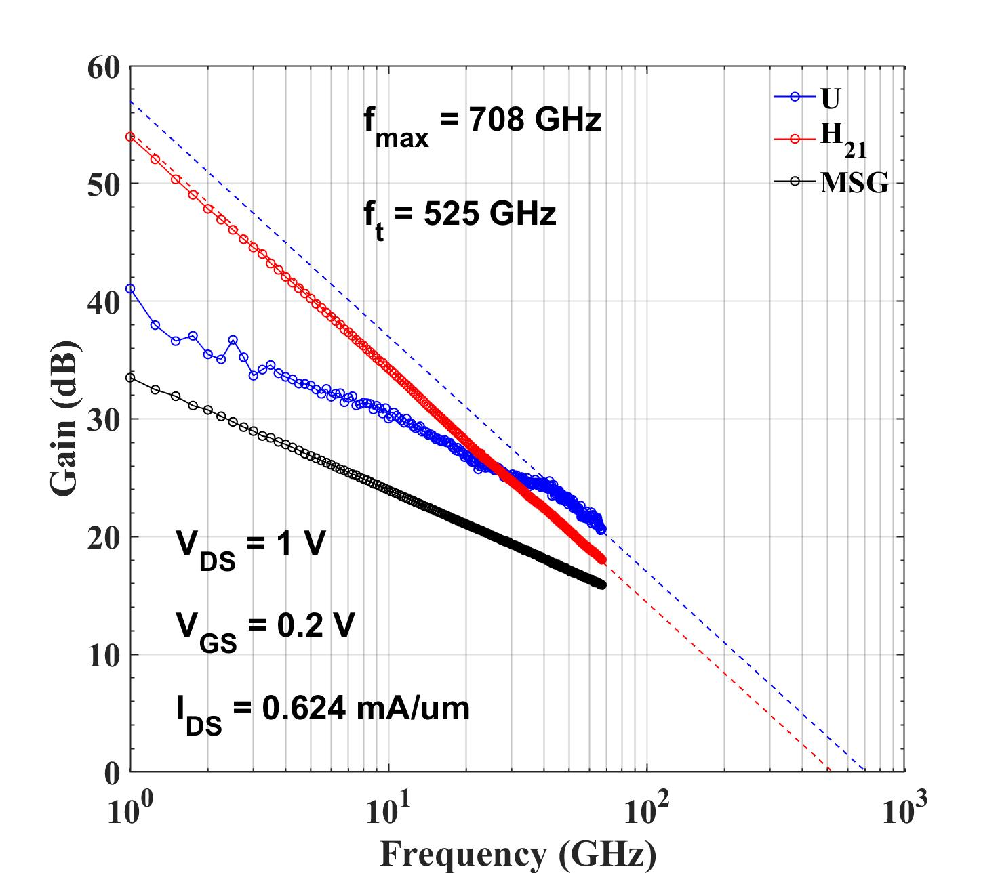 60
50
40
30
20
10
0
Gain (dB)
f_max = 708 GHz
f_t = 525 GHz
U
H_21
MSG
V_DS = 1 V
V_GS = 0.2 V
I_DS = 0.624 mA/um
10^0 10^1 10^2 10^3
Frequency (GHz)